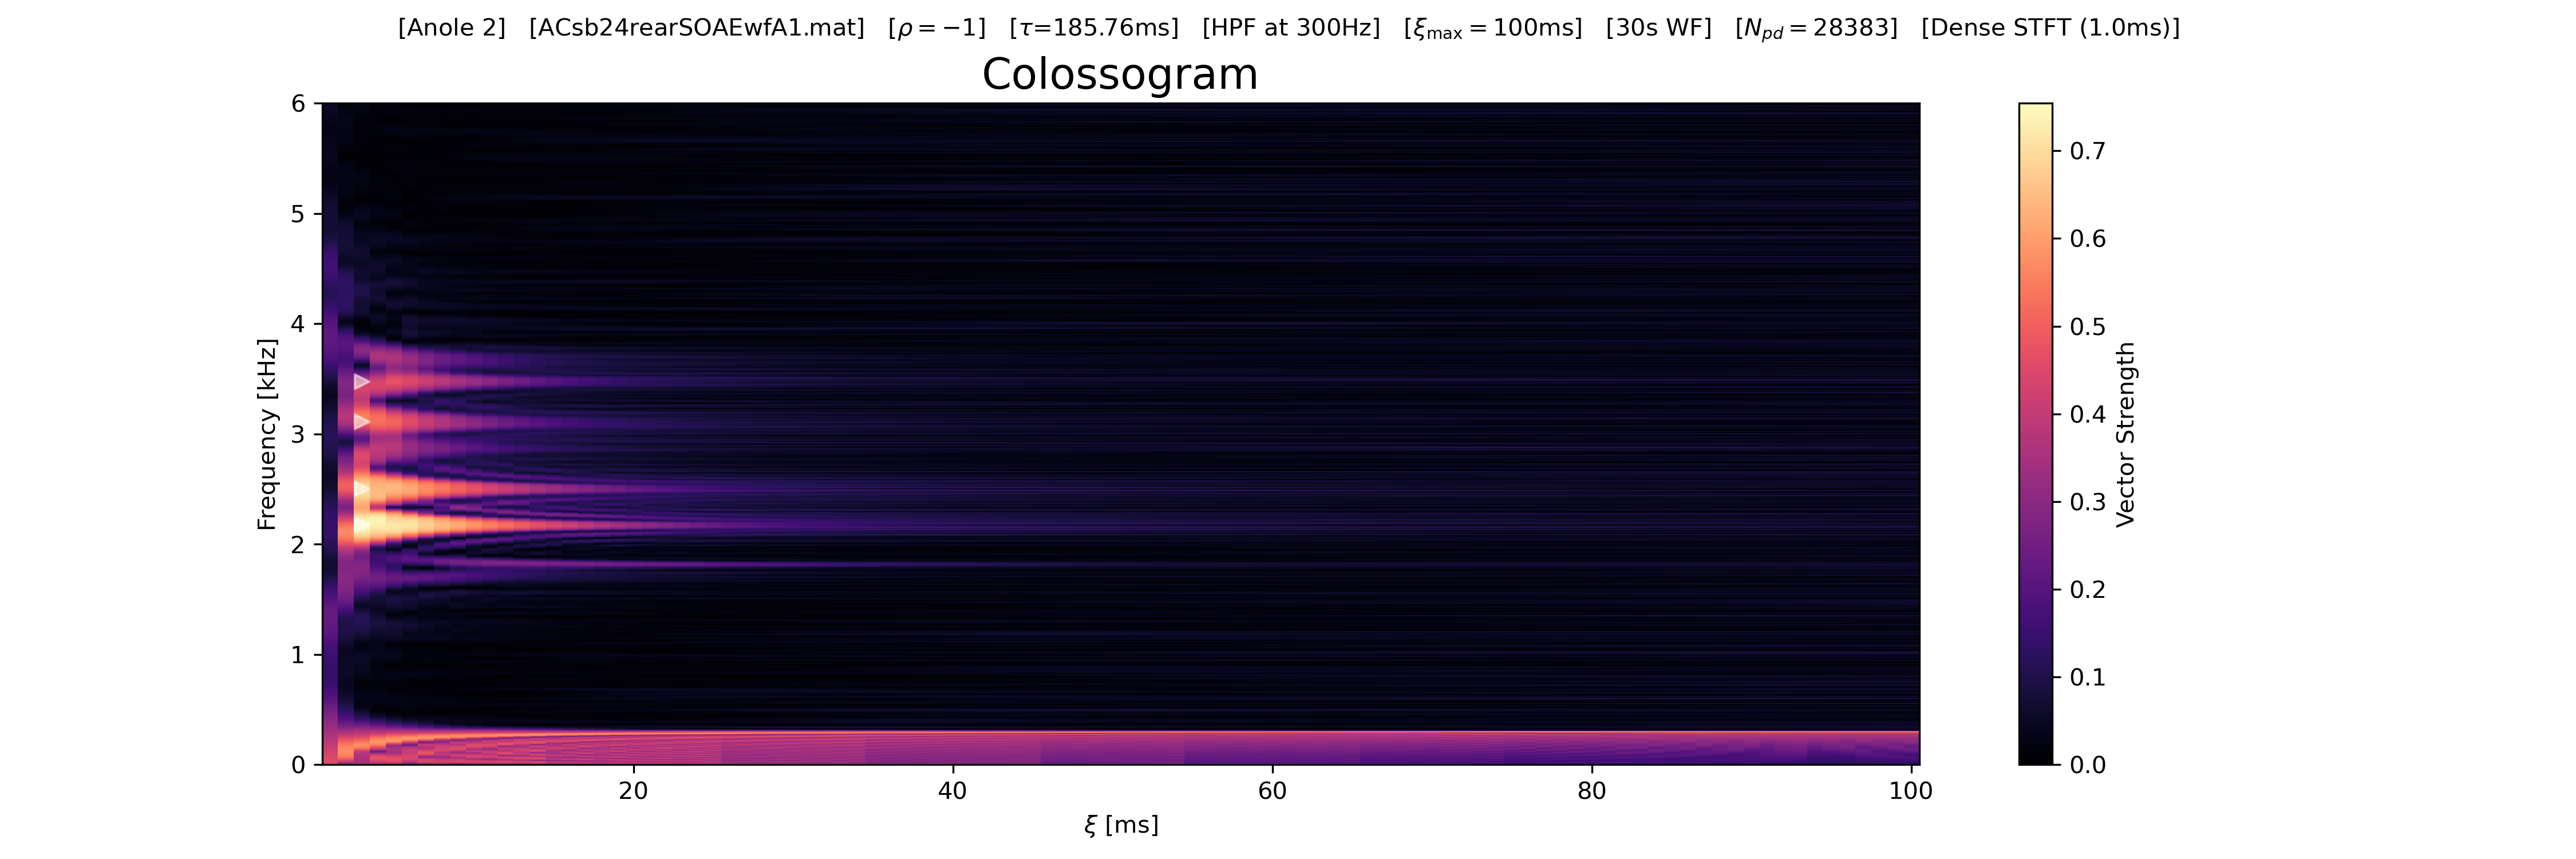 [Anole 2] [ACsb24rearSOAEwfA1.mat] [ρ = −1] [τ=185.76ms] [HPF at 300Hz] [ξmax = 100ms] [30s WF] [Npd = 28383] [Dense STFT (1.0ms)]
Colossogram
6
5
4
3
2
1
0
Frequency [kHz]
20 40 60 80 100
ξ [ms]
0.7
0.6
0.5
0.4
0.3
0.2
0.1
0.0
Vector Strength